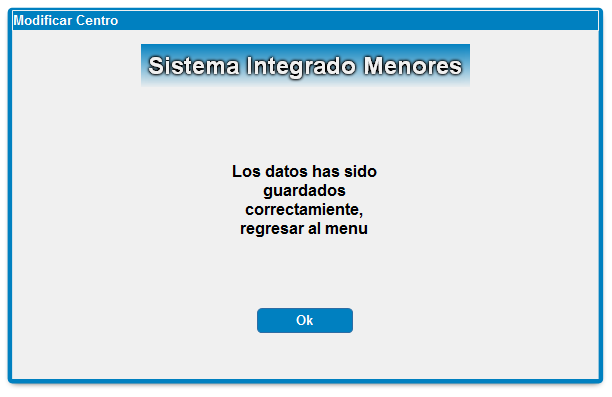 Modificar Centro
Sistema Integrado Menores
Los datos has sido
guardados
correctamiente,
regresar al menu
Ok